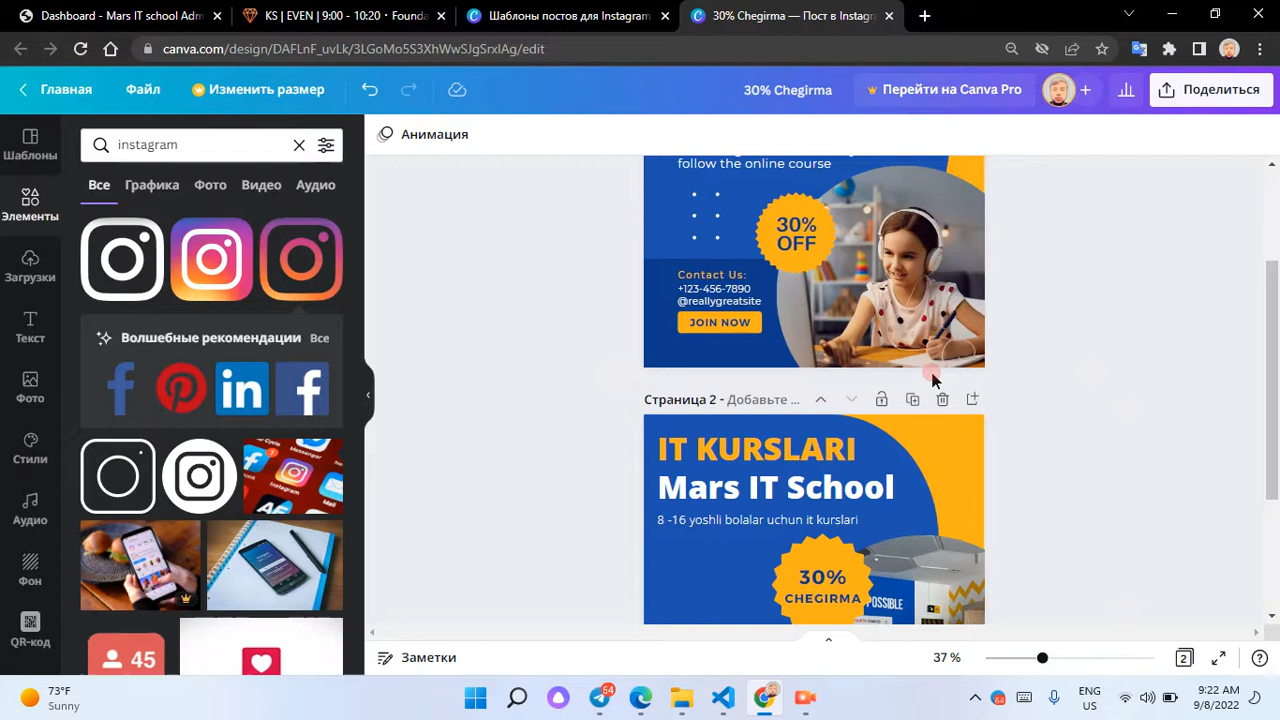 Dashboard - Mars IT school Adm
KS | EVEN | 9:00 - 10:20 • Founda
Шаблоны постов для Instagram
30% Chegirma — Пост в Instagra
canva.com/design/DAFLnF_uvLk/3LGoMo5S3XhWwSJgSrxlAg/edit
Главная
Файл
Изменить размер
30% Chegirma
Перейти на Canva Pro
Поделиться
Шаблоны
Элементы
Загрузки
Текст
Фото
Стили
Аудио
Фон
QR-код
instagram
Все
Графика
Фото
Видео
Аудио
Волшебные рекомендации
Все
45
Анимация
follow the online course
30%
OFF
Contact Us:
+123-456-7890
@reallygreatsite
JOIN NOW
Страница 2 - Добавьте ...
IT KURSLARI
Mars IT School
8 -16 yoshli bolalar uchun it kurslari
30%
CHEGIRMA
POSSIBLE
Заметки
37 %
2
73°F
Sunny
64
64
ENG
US
9:22 AM
9/8/2022